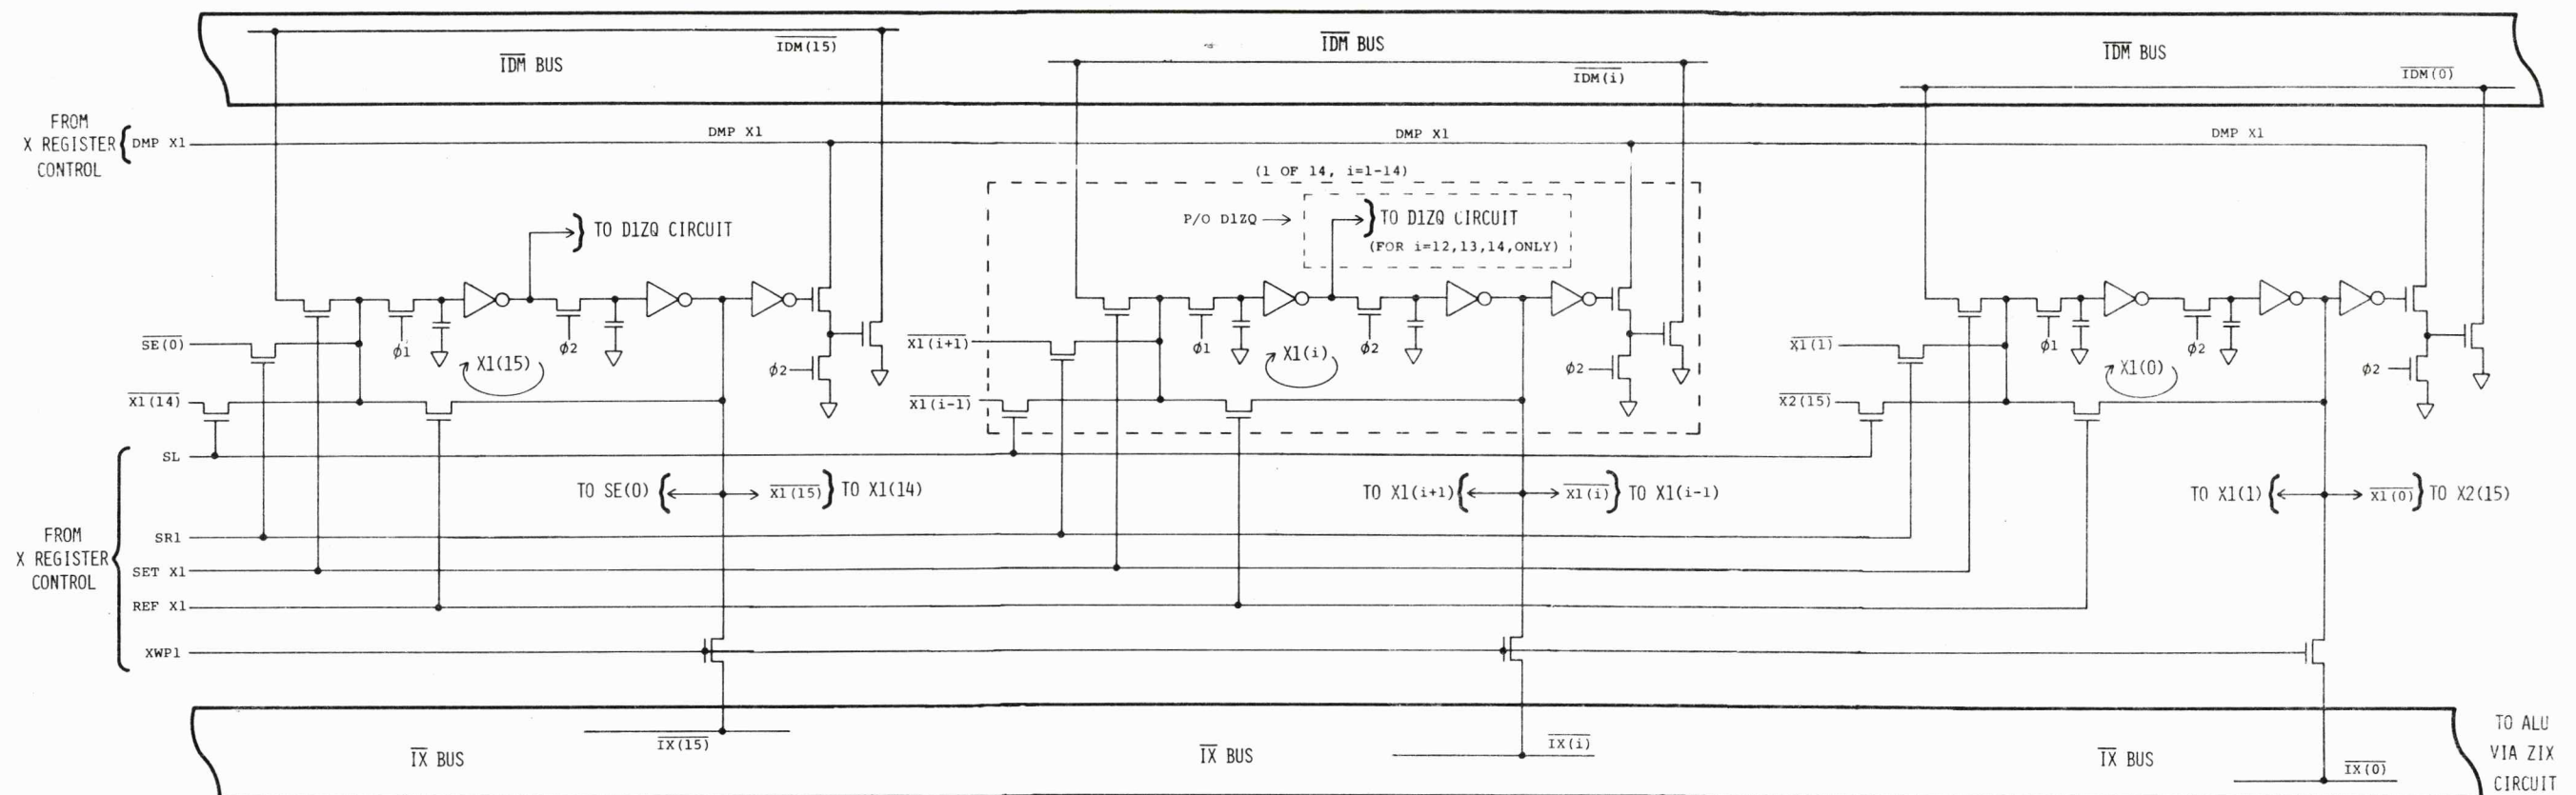 IDM(15)
IDM BUS
IDM BUS
IDM(i)
IDM BUS
IDM(0)
FROM
X REGISTER
CONTROL
DMP X1
DMP X1
DMP X1
DMP X1
(1 OF 14, i=1-14)
P/O D1ZQ
TO D1ZQ CIRCUIT
(FOR i=12,13,14,ONLY)
TO D1ZQ CIRCUIT
SE(0)
ϕ1
ϕ2
X1(15)
ϕ2
X1(14)
X1(i+1)
ϕ1
ϕ2
X1(i)
ϕ2
X1(i-1)
X1(1)
ϕ1
ϕ2
X1(0)
ϕ2
X2(15)
FROM
X REGISTER
CONTROL
SL
SR1
SET X1
REF X1
XWP1
TO SE(0)
X1(15)
TO X1(14)
TO X1(i+1)
X1(i)
TO X1(i-1)
TO X1(1)
X1(0)
TO X2(15)
IX(15)
IX BUS
IX(i)
IX BUS
IX BUS
IX(0)
TO ALU
VIA ZIX
CIRCUIT